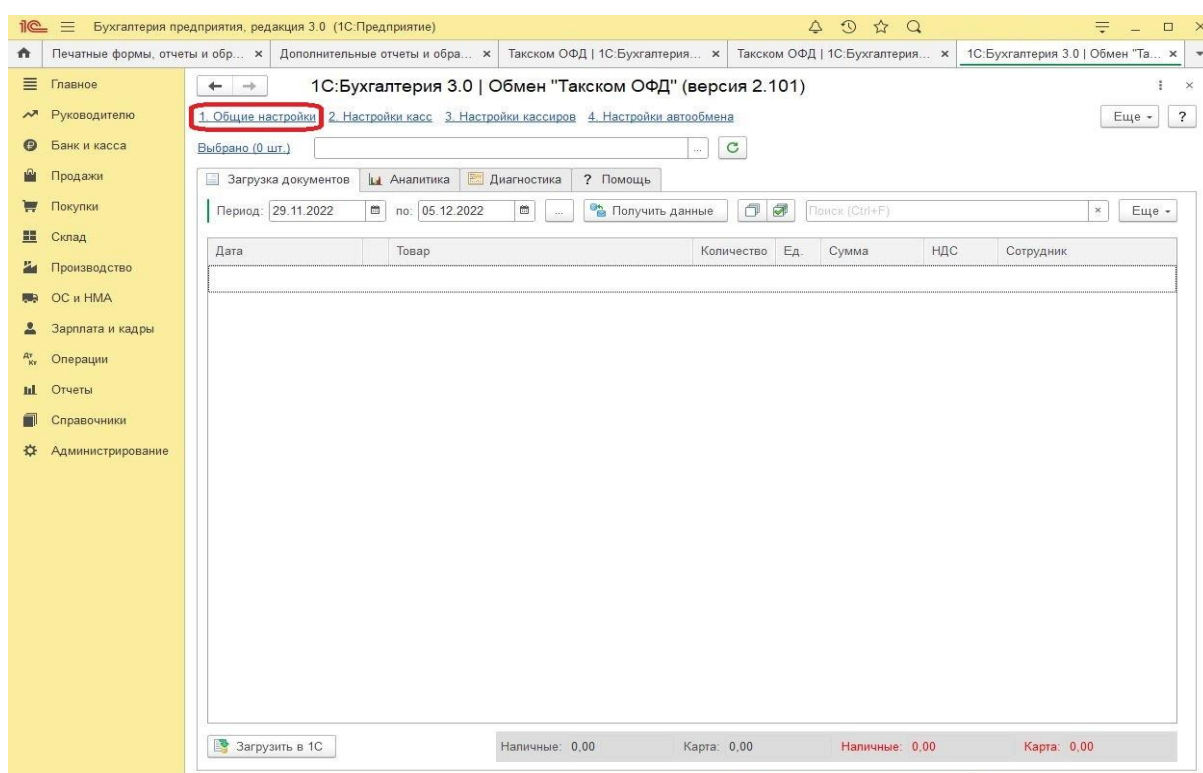 1С Бухгалтерия предприятия, редакция 3.0 (1С:Предприятие)
Печатные формы, отчеты и обр... Дополнительные отчеты и обра... Такском ОФД | 1С:Бухгалтерия... Такском ОФД | 1С:Бухгалтерия... 1С:Бухгалтерия 3.0 | Обмен "Та...
Главное
1С:Бухгалтерия 3.0 | Обмен "Такском ОФД" (версия 2.101)
Руководителю
1. Общие настройки 2. Настройки касс 3. Настройки кассиров 4. Настройки автообмена Еще ?
Банк и касса
Выбрано (0 шт.) ...
Продажи
Загрузка документов Аналитика Диагностика ? Помощь
Покупки
Период: 29.11.2022 по: 05.12.2022 ... Получить данные Поиск (Ctrl+F) × Еще
Склад
Дата Товар Количество Ед. Сумма НДС Сотрудник
Производство
ОС и НМА
Зарплата и кадры
Дт Кт Операции
Отчеты
Справочники
Администрирование
Загрузить в 1С Наличные: 0,00 Карта: 0,00 Наличные: 0,00 Карта: 0,00